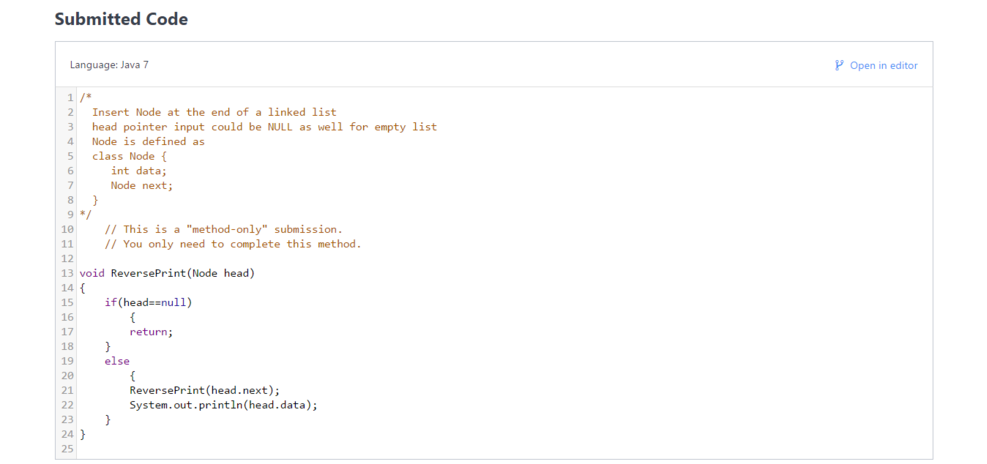 Submitted Code
Language: Java 7
Open in editor
1 /*
2   Insert Node at the end of a linked list
3   head pointer input could be NULL as well for empty list
4   Node is defined as
5   class Node {
6      int data;
7      Node next;
8   }
9 */
10     // This is a "method-only" submission.
11     // You only need to complete this method.
12
13 void ReversePrint(Node head)
14 {
15     if(head==null)
16         {
17         return;
18     }
19     else
20         {
21         ReversePrint(head.next);
22         System.out.println(head.data);
23     }
24 }
25